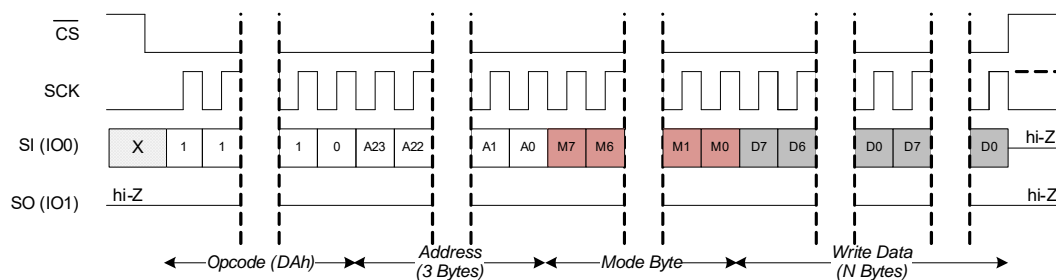 CS
SCK
SI (IO0) X 1 1 1 0 A23 A22 A1 A0 M7 M6 M1 M0 D7 D6 D0 D7 D0 hi-Z
hi-Z hi-Z
SO (IO1)
Opcode (DAh) Address Mode Byte Write Data
(3 Bytes) (N Bytes)